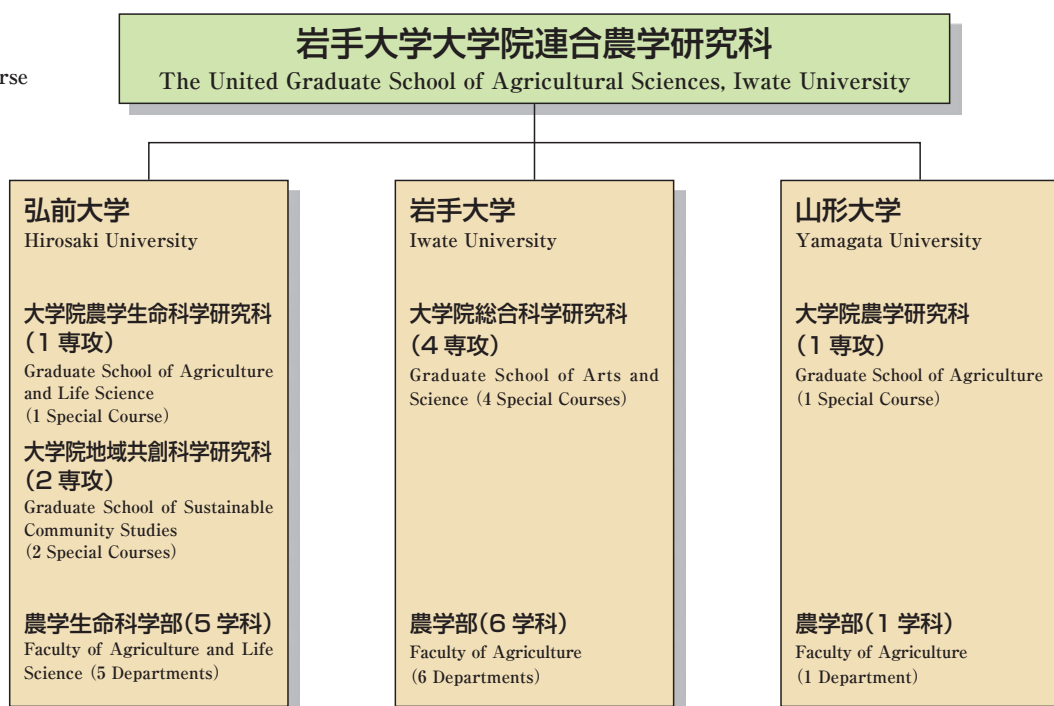 岩手大学大学院連合農学研究科
The United Graduate School of Agricultural Sciences, Iwate University
rse
弘前大学
Hirosaki University
大学院農学生命科学研究科
(1 専攻)
Graduate School of Agriculture
and Life Science
(1 Special Course)
大学院地域共創科学研究科
(2 専攻)
Graduate School of Sustainable
Community Studies
(2 Special Courses)
農学生命科学部(5 学科)
Faculty of Agriculture and Life
Science (5 Departments)
岩手大学
Iwate University
大学院総合科学研究科
(4 専攻)
Graduate School of Arts and
Science (4 Special Courses)
農学部(6 学科)
Faculty of Agriculture
(6 Departments)
山形大学
Yamagata University
大学院農学研究科
(1 専攻)
Graduate School of Agriculture
(1 Special Course)
農学部(1 学科)
Faculty of Agriculture
(1 Department)